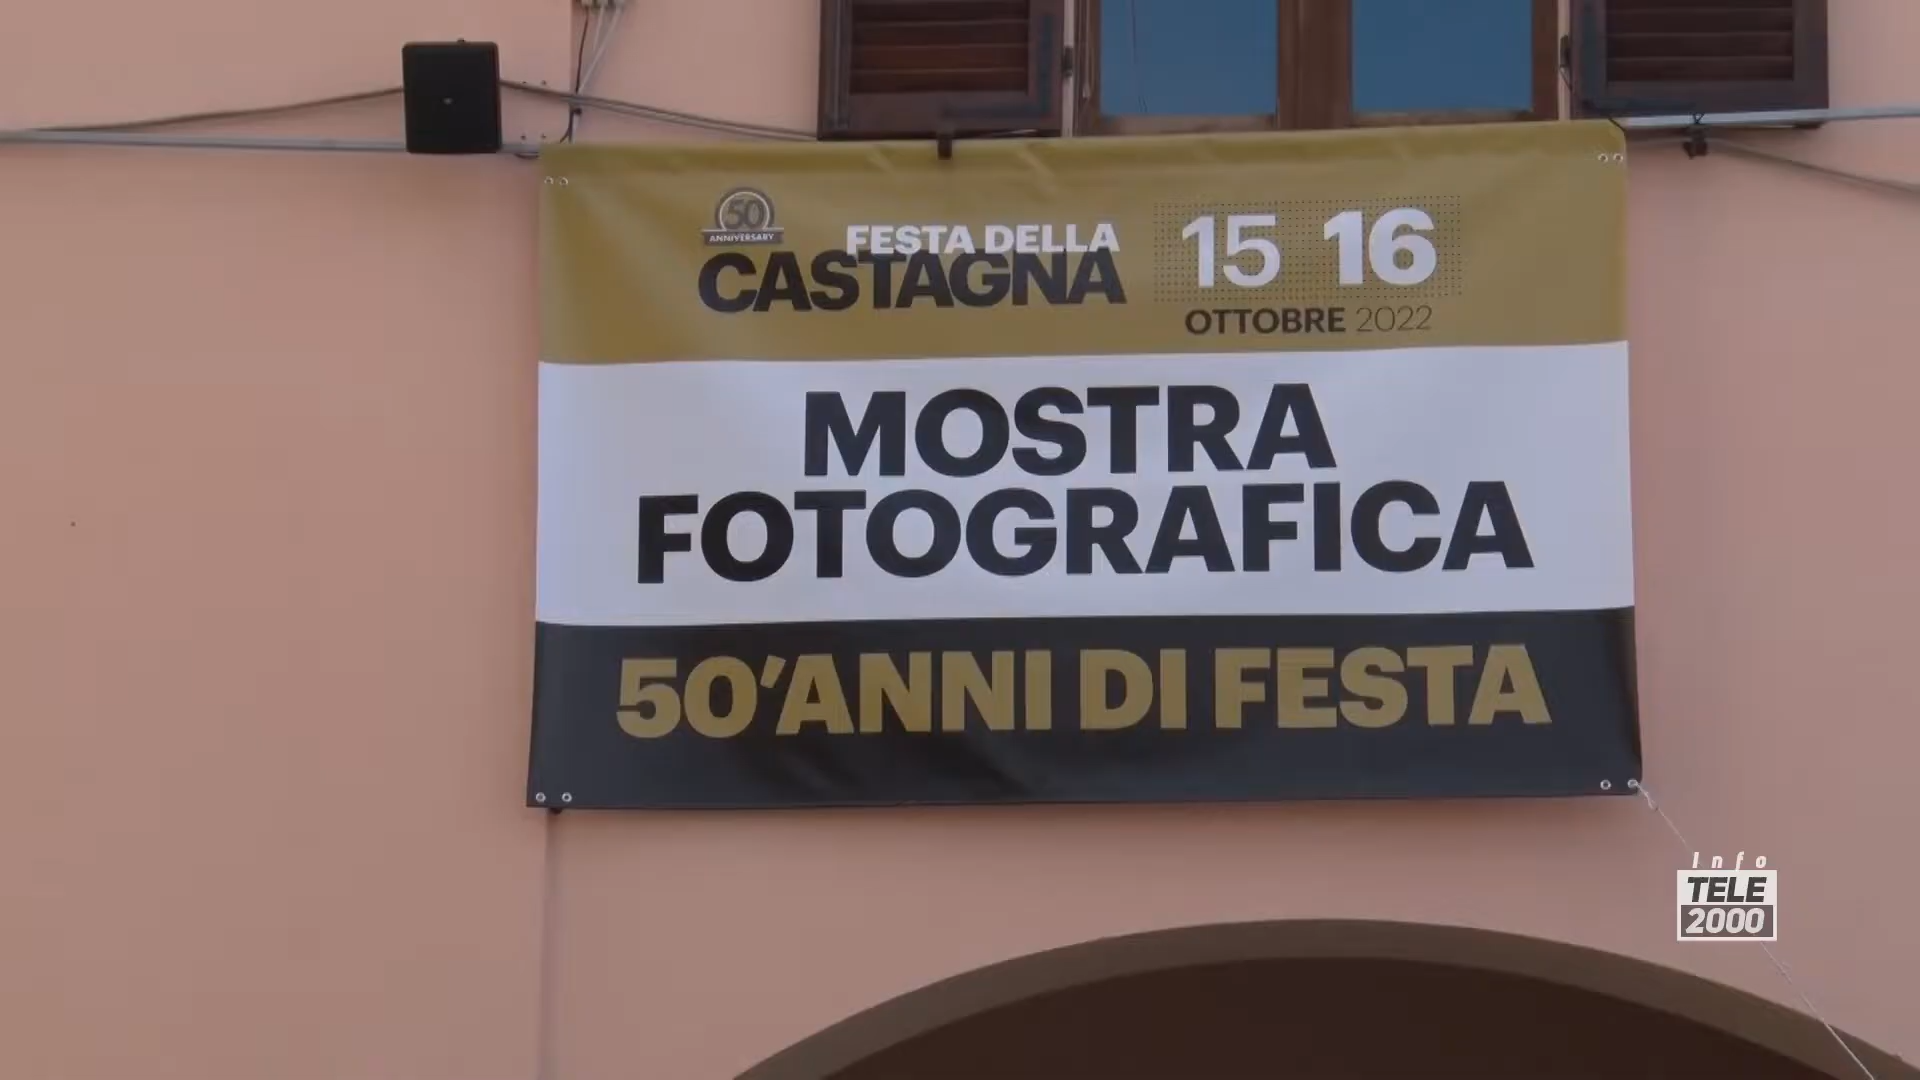 50
ANNIVERSARY
FESTA DELLA
CASTAGNA
15 16
OTTOBRE 2022
MOSTRA
FOTOGRAFICA
50'ANNI DI FESTA
Info
TELE
2000